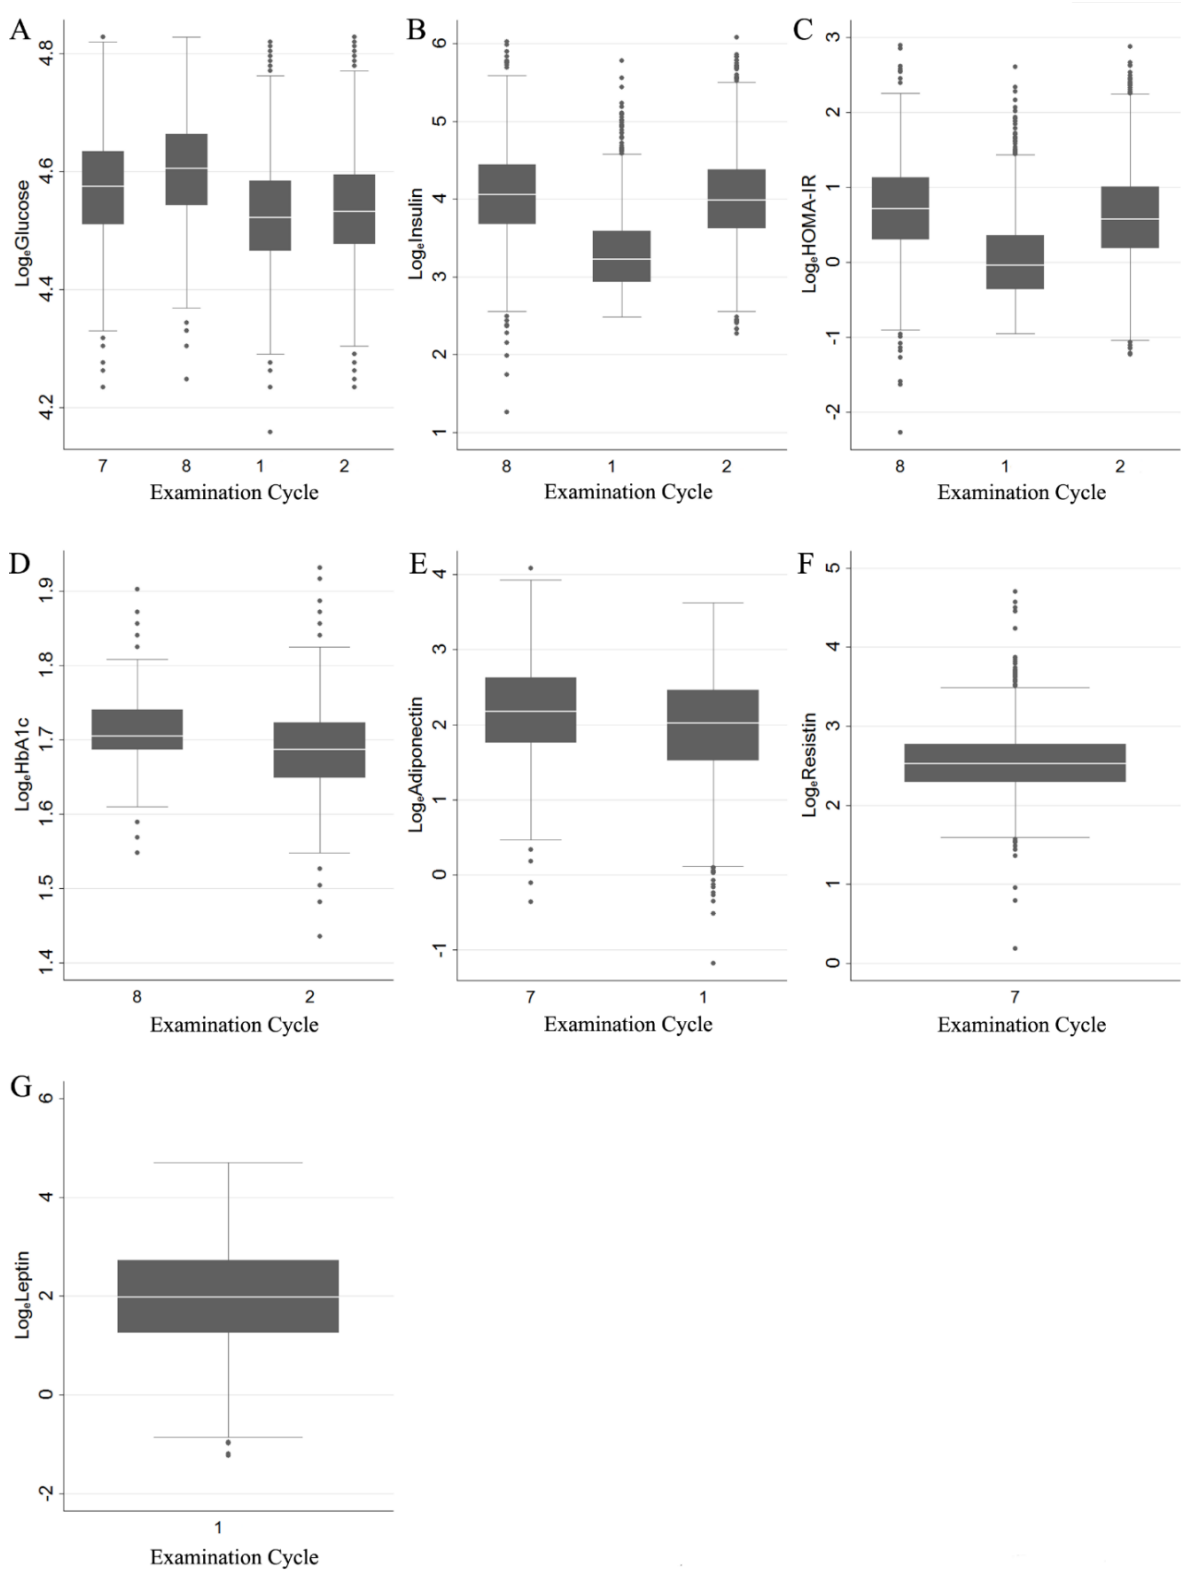 A
LogₑGlucose
4.8
4.6
4.4
4.2
7 8 1 2
Examination Cycle
B
LogₑInsulin
6
5
4
3
2
1
8 1 2
Examination Cycle
C
LogₑHOMA-IR
3
2
1
0
-1
-2
8 1 2
Examination Cycle
D
LogₑHbA1c
1.9
1.8
1.7
1.6
1.5
1.4
8 2
Examination Cycle
E
LogₑAdiponectin
4
3
2
1
0
-1
7 1
Examination Cycle
F
LogₑResistin
5
4
3
2
1
0
7
Examination Cycle
G
LogₑLeptin
6
4
2
0
-2
1
Examination Cycle